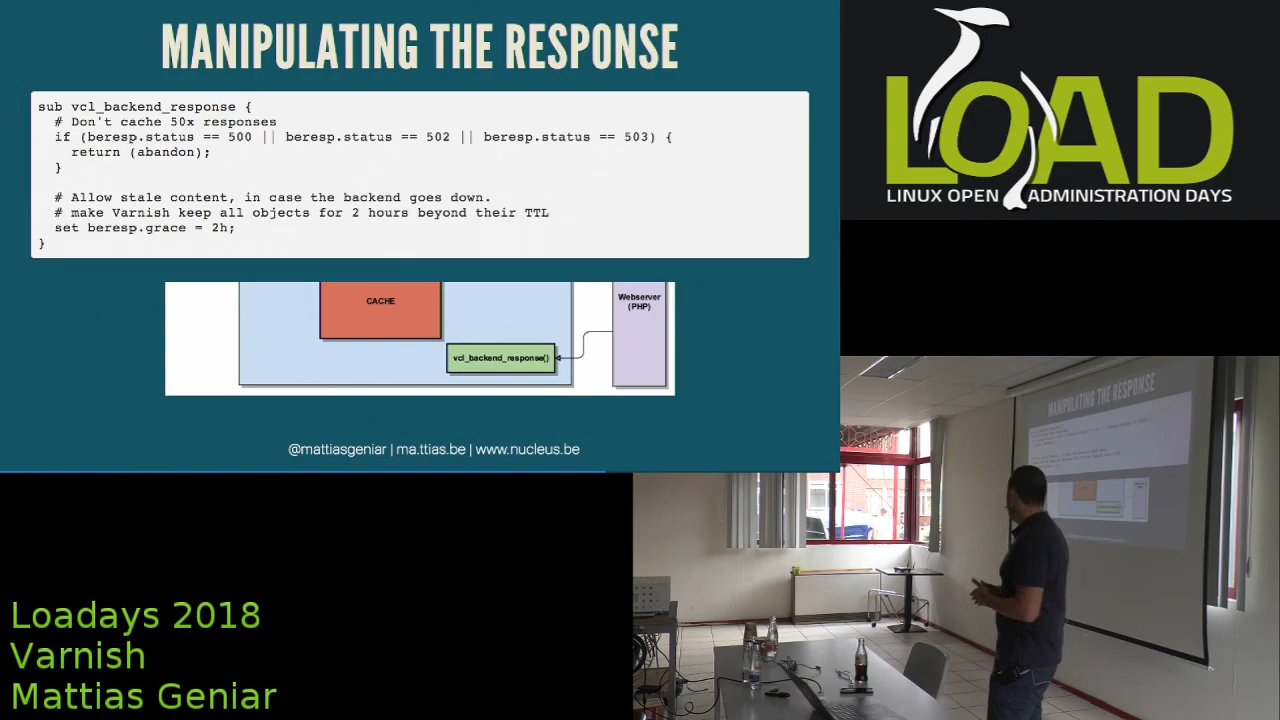 MANIPULATING THE RESPONSE
sub vcl_backend_response {
# Don't cache 50x responses
if (beresp.status == 500 || beresp.status == 502 || beresp.status == 503) {
return (abandon);
}
# Allow stale content, in case the backend goes down.
# make Varnish keep all objects for 2 hours beyond their TTL
set beresp.grace = 2h;
}
CACHE
Webserver
(PHP)
vcl_backend_response()
@mattiasgeniar | ma.ttias.be | www.nucleus.be
LOAD
LINUX OPEN ADMINISTRATION DAYS
MANIPULATING THE RESPONSE
Loadays 2018
Varnish
Mattias Geniar